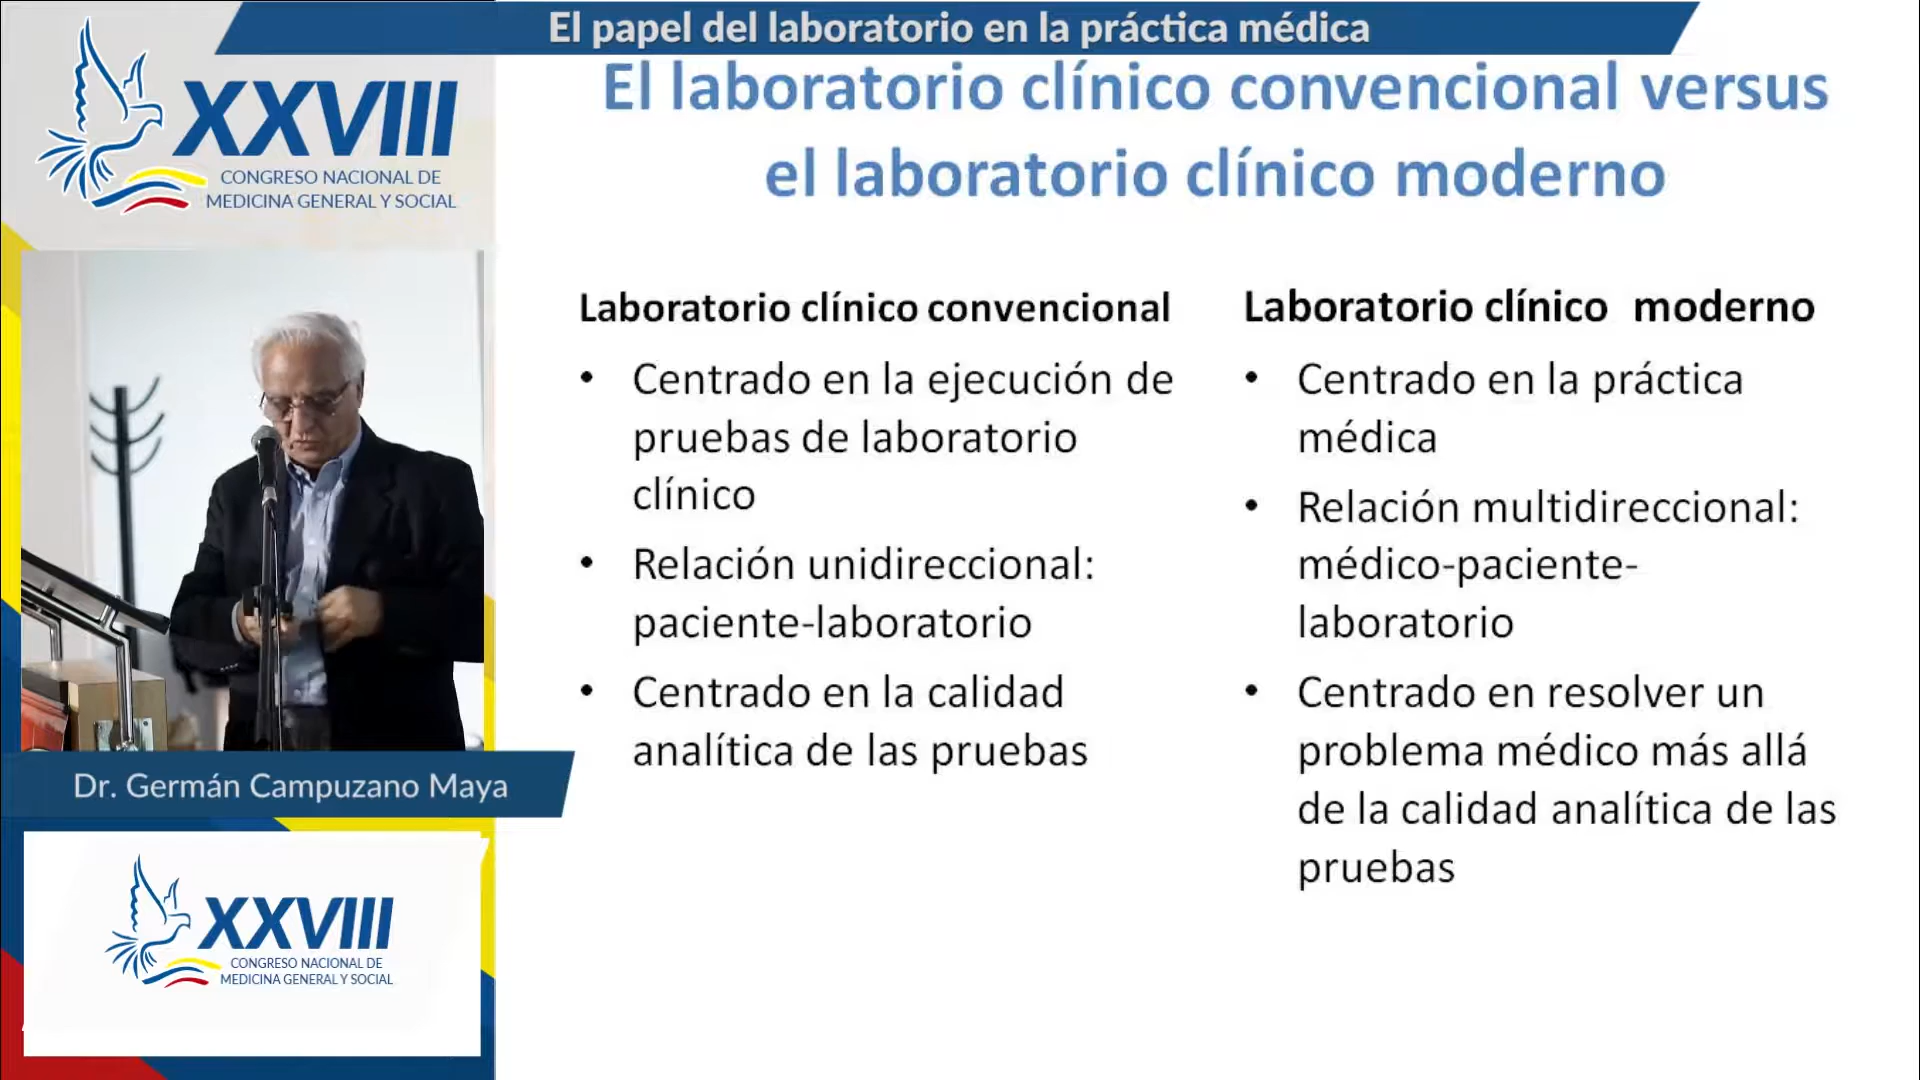 El papel del laboratorio en la práctica médica
XXVIII
CONGRESO NACIONAL DE
MEDICINA GENERAL Y SOCIAL
El laboratorio clínico convencional versus
el laboratorio clínico moderno
Laboratorio clínico convencional
• Centrado en la ejecución de
pruebas de laboratorio
clínico
• Relación unidireccional:
paciente-laboratorio
• Centrado en la calidad
analítica de las pruebas
Laboratorio clínico moderno
• Centrado en la práctica
médica
• Relación multidireccional:
médico-paciente-
laboratorio
• Centrado en resolver un
problema médico más allá
de la calidad analítica de las
pruebas
Dr. Germán Campuzano Maya
XXVIII
CONGRESO NACIONAL DE
MEDICINA GENERAL Y SOCIAL